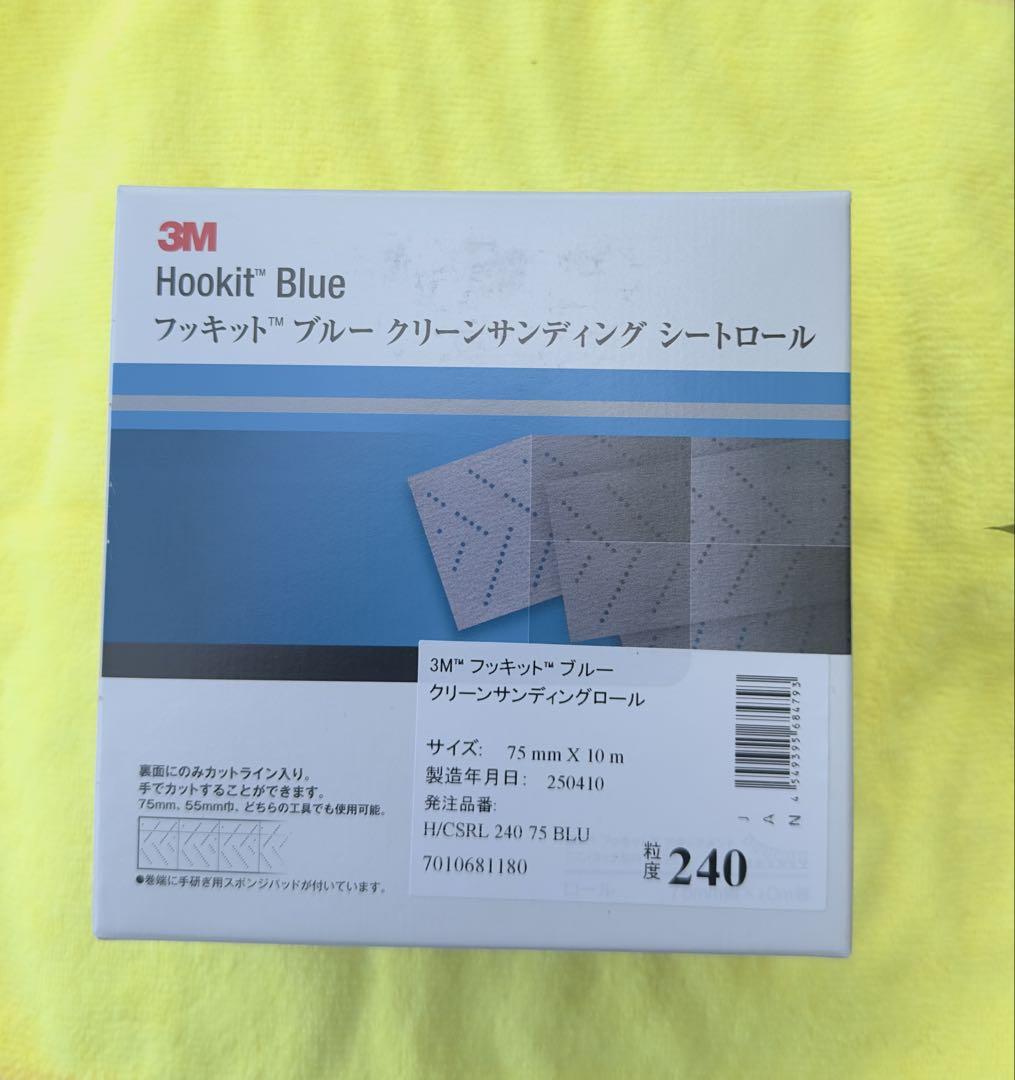 3M
Hookit™ Blue
フッキット™ ブルー クリーンサンディング シートロール
3M™ フッキット™ ブルー
クリーンサンディングロール
サイズ: 75 mm X 10 m
製造年月日: 250410
発注品番:
H/CSRL 240 75 BLU
7010681180
粒度 240
JAN 4 549395 684793
裏面にのみカットライン入り。
手でカットすることができます。
75mm、55mm巾、どちらの工具でも使用可能。
●巻端に手研ぎ用スポンジパッドが付いています。